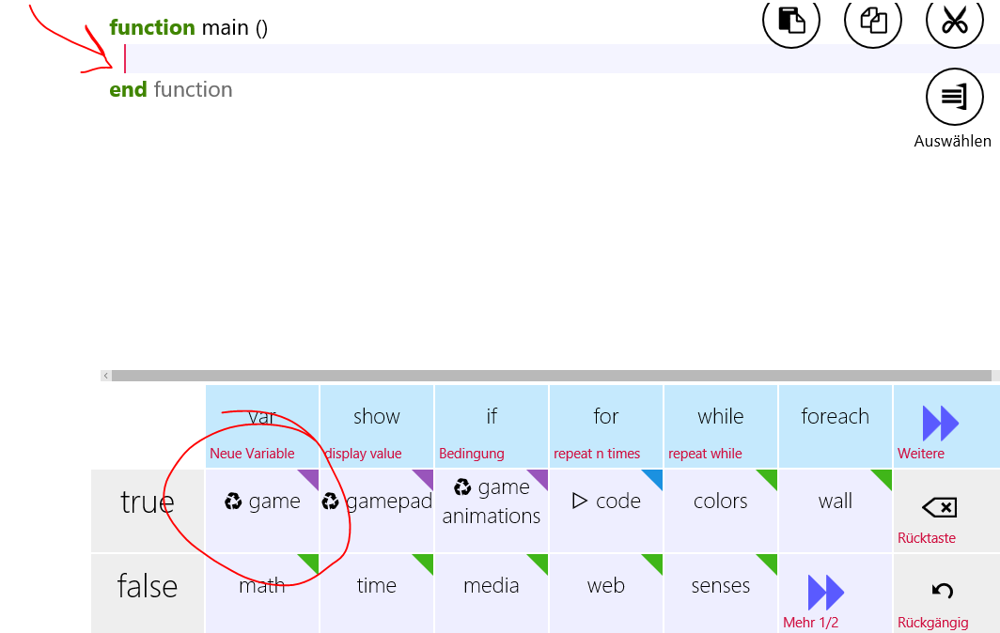 function main ()
end function
Auswählen
var show if for while foreach
Neue Variable display value Bedingung repeat n times repeat while Weitere
true game gamepad game animations code colors wall
Rücktaste
false math time media web senses
Mehr 1/2 Rückgängig